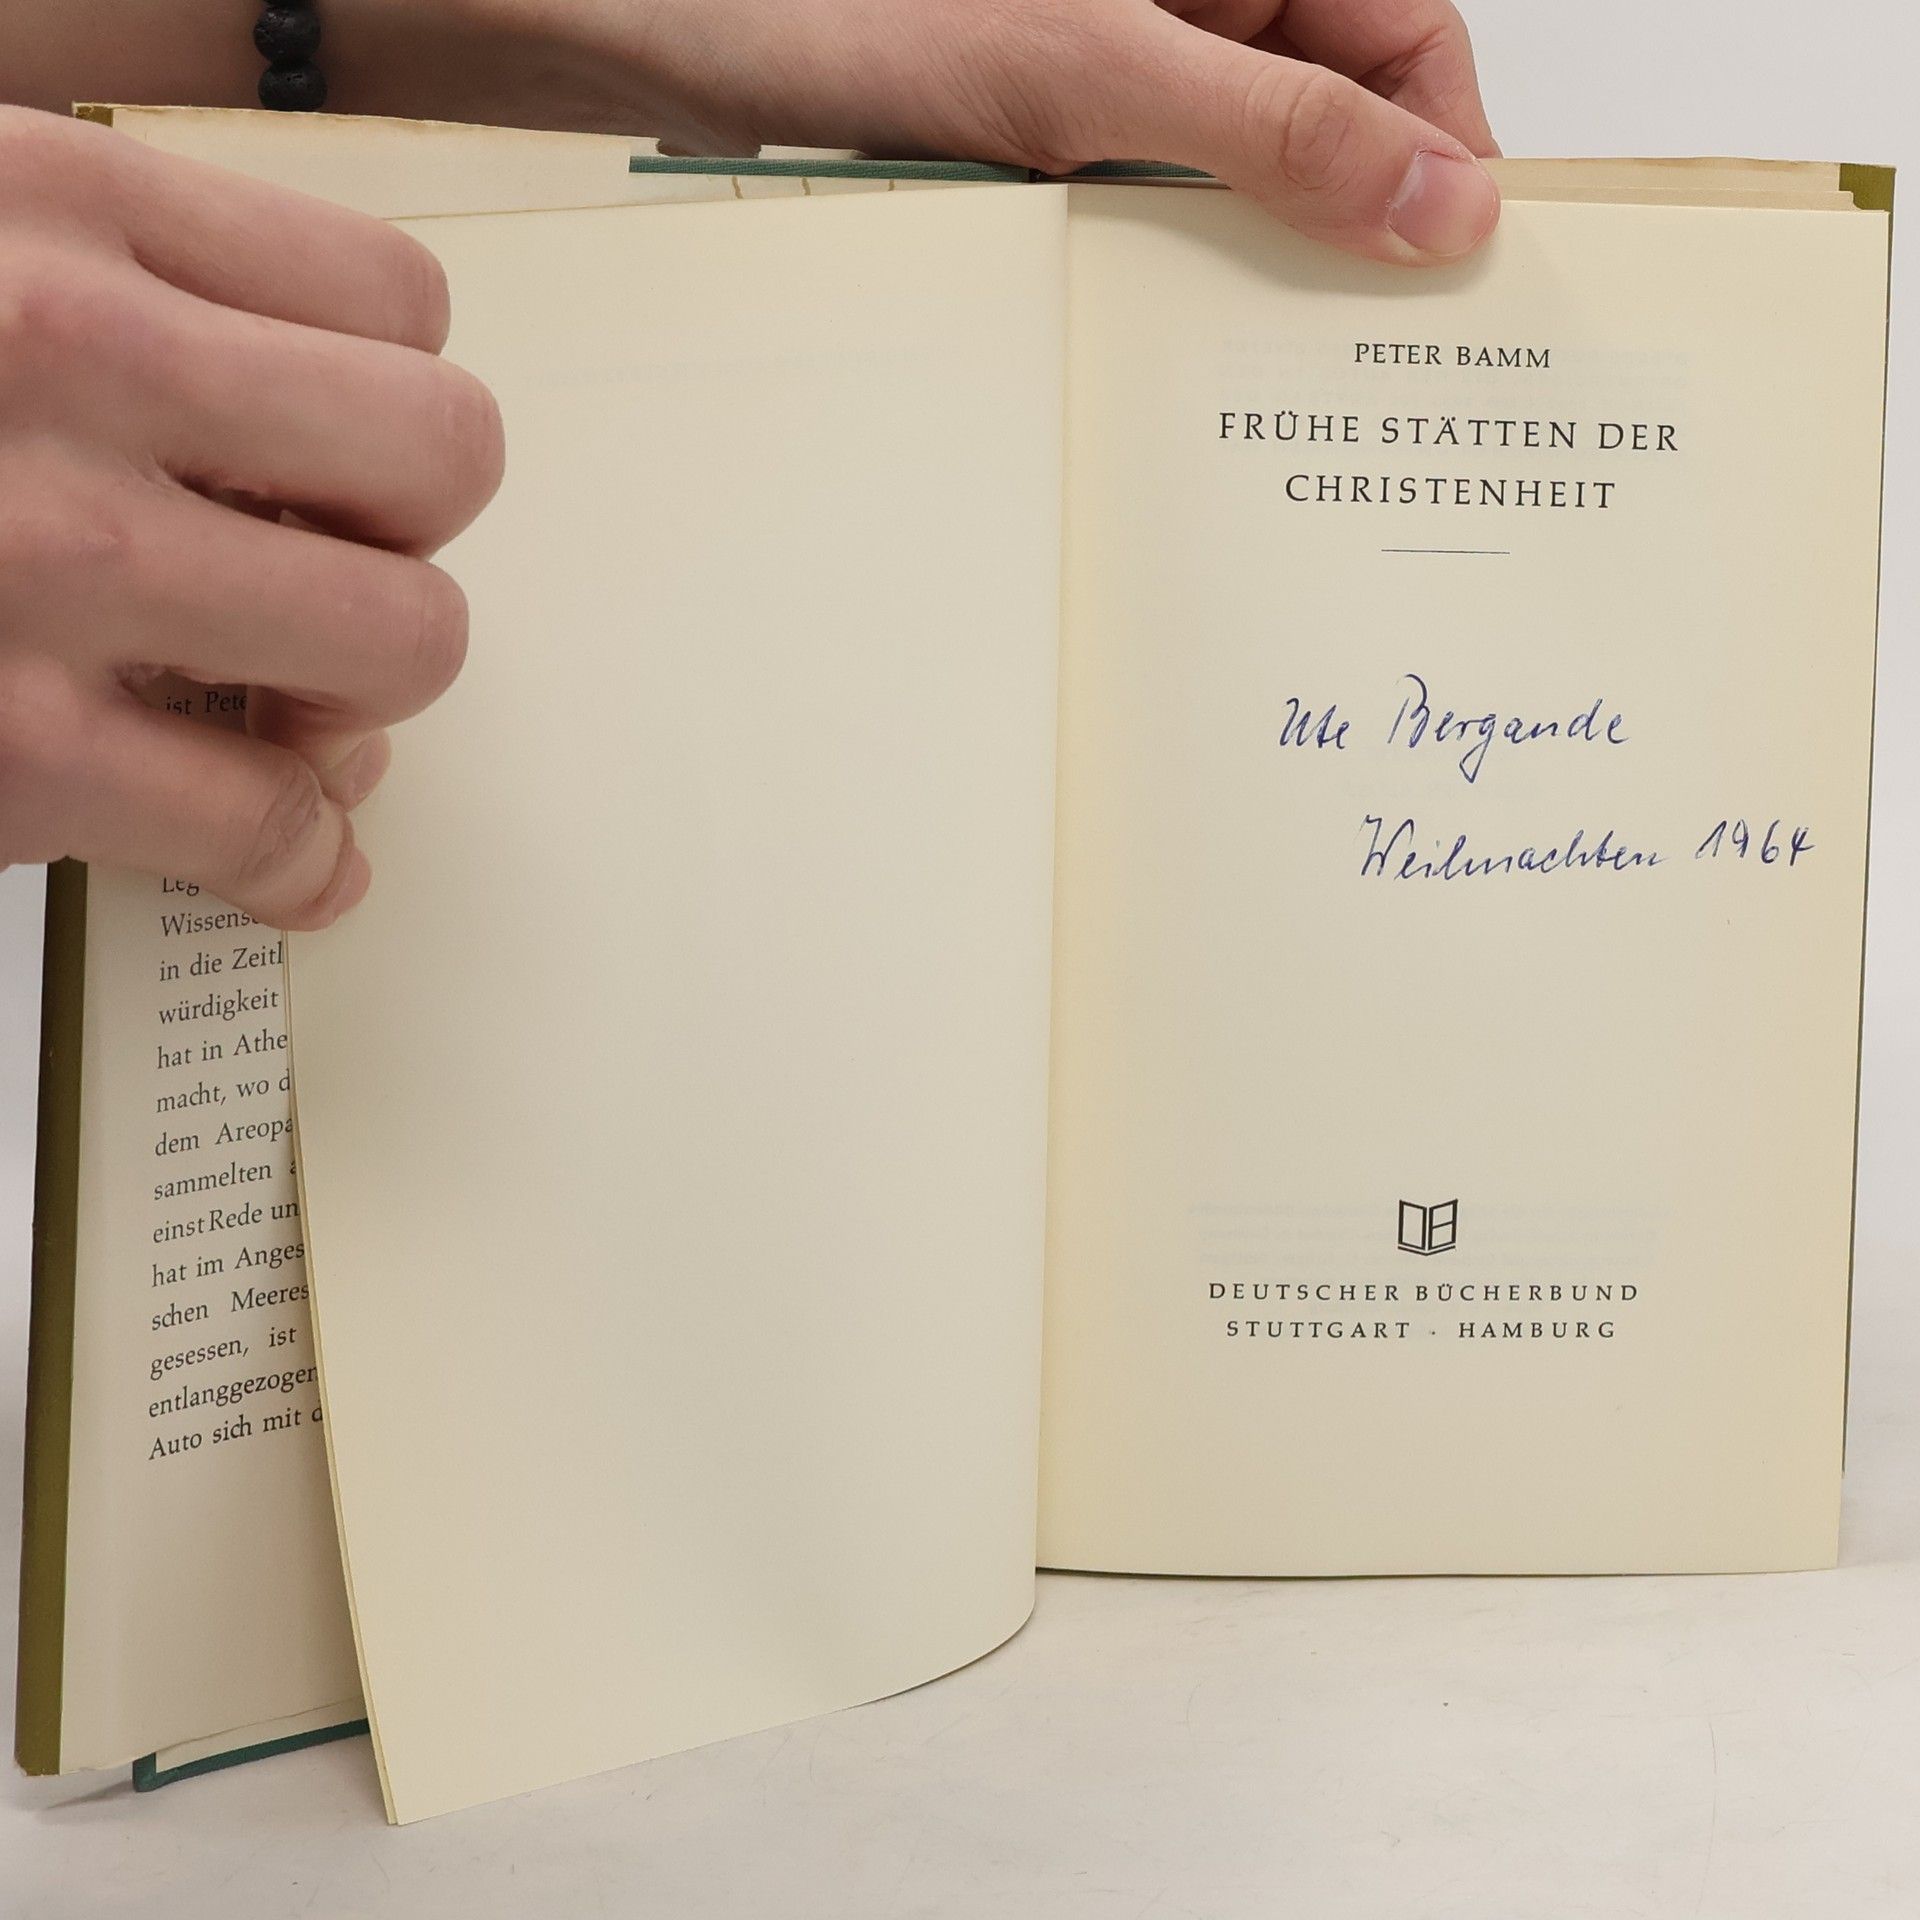 ist Pete
Wissensc
in die Zeitl
würdigkeit
hat in Athe
macht, wo d
dem Areopa
sammelten a
einst Rede un
hat im Anges
schen Meeres
gesessen, ist
entlanggezogen
Auto sich mit d
PETER BAMM
FRÜHE STÄTTEN DER
CHRISTENHEIT
Ute Bergande
Weihnachten 1964
DEUTSCHER BÜCHERBUND
STUTTGART · HAMBURG